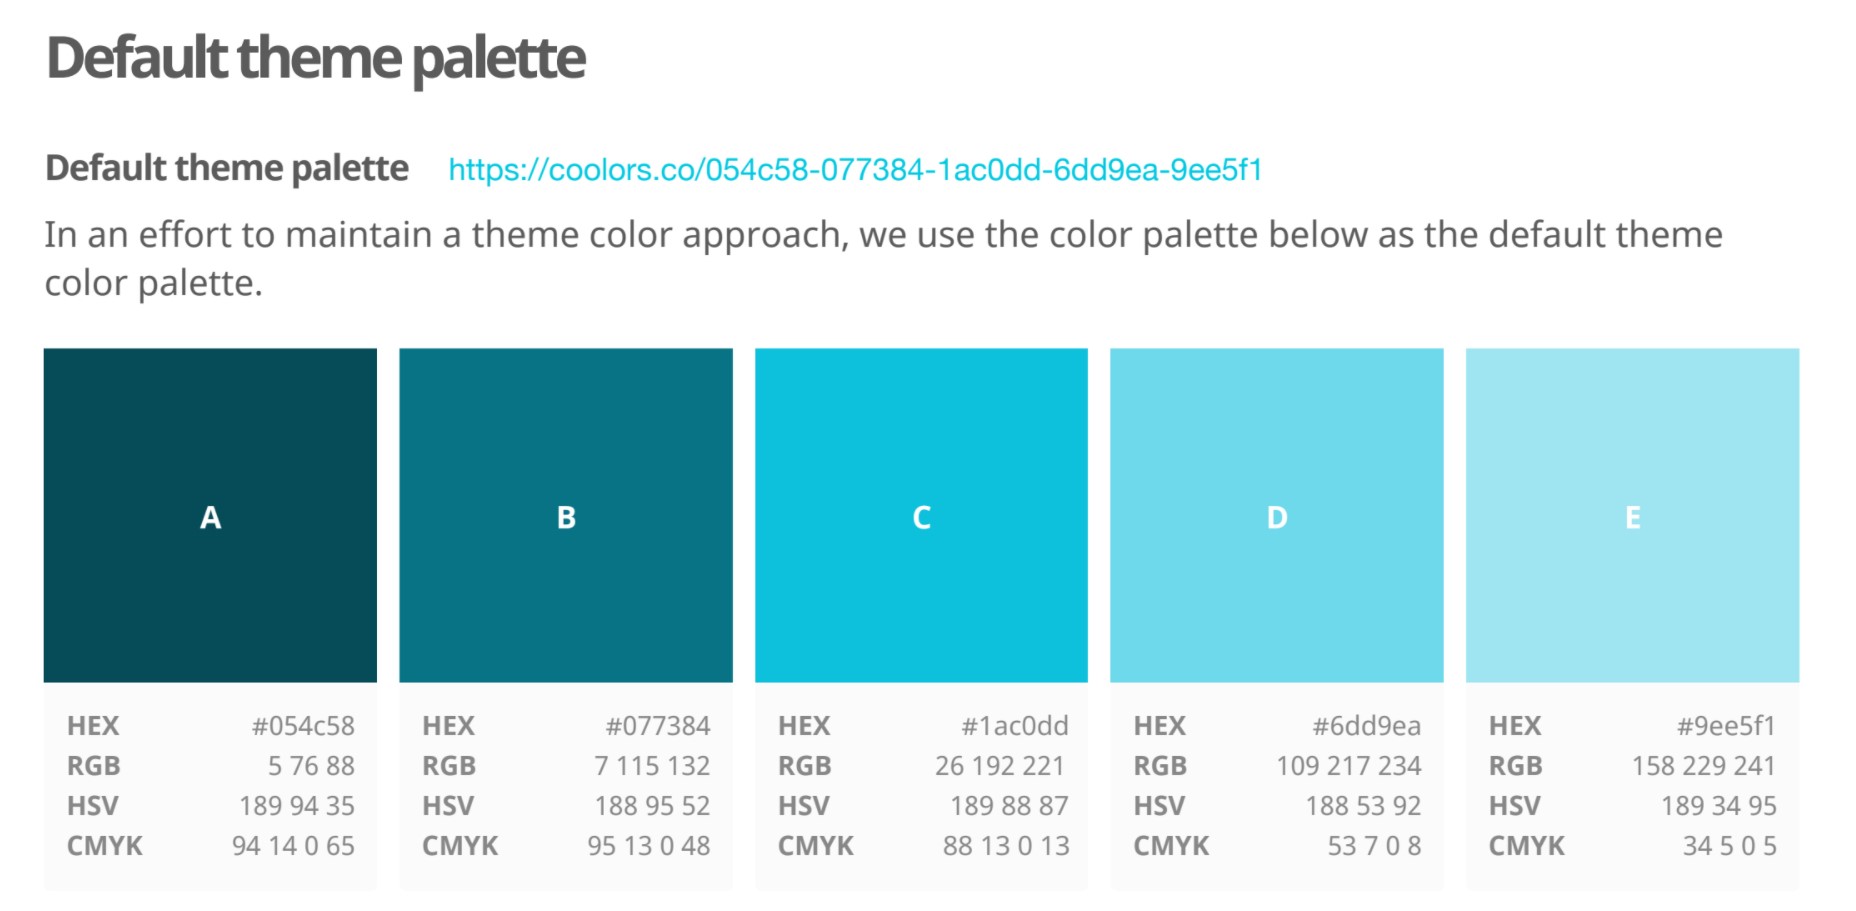 Default theme palette
Default theme palette https://coolors.co/054c58-077384-1ac0dd-6dd9ea-9ee5f1
In an effort to maintain a theme color approach, we use the color palette below as the default theme
color palette.
A B C D E
HEX #054c58 HEX #077384 HEX #1ac0dd HEX #6dd9ea HEX #9ee5f1
RGB 5 76 88 RGB 7 115 132 RGB 26 192 221 RGB 109 217 234 RGB 158 229 241
HSV 189 94 35 HSV 188 95 52 HSV 189 88 87 HSV 188 53 92 HSV 189 34 95
CMYK 94 14 0 65 CMYK 95 13 0 48 CMYK 88 13 0 13 CMYK 53 7 0 8 CMYK 34 5 0 5